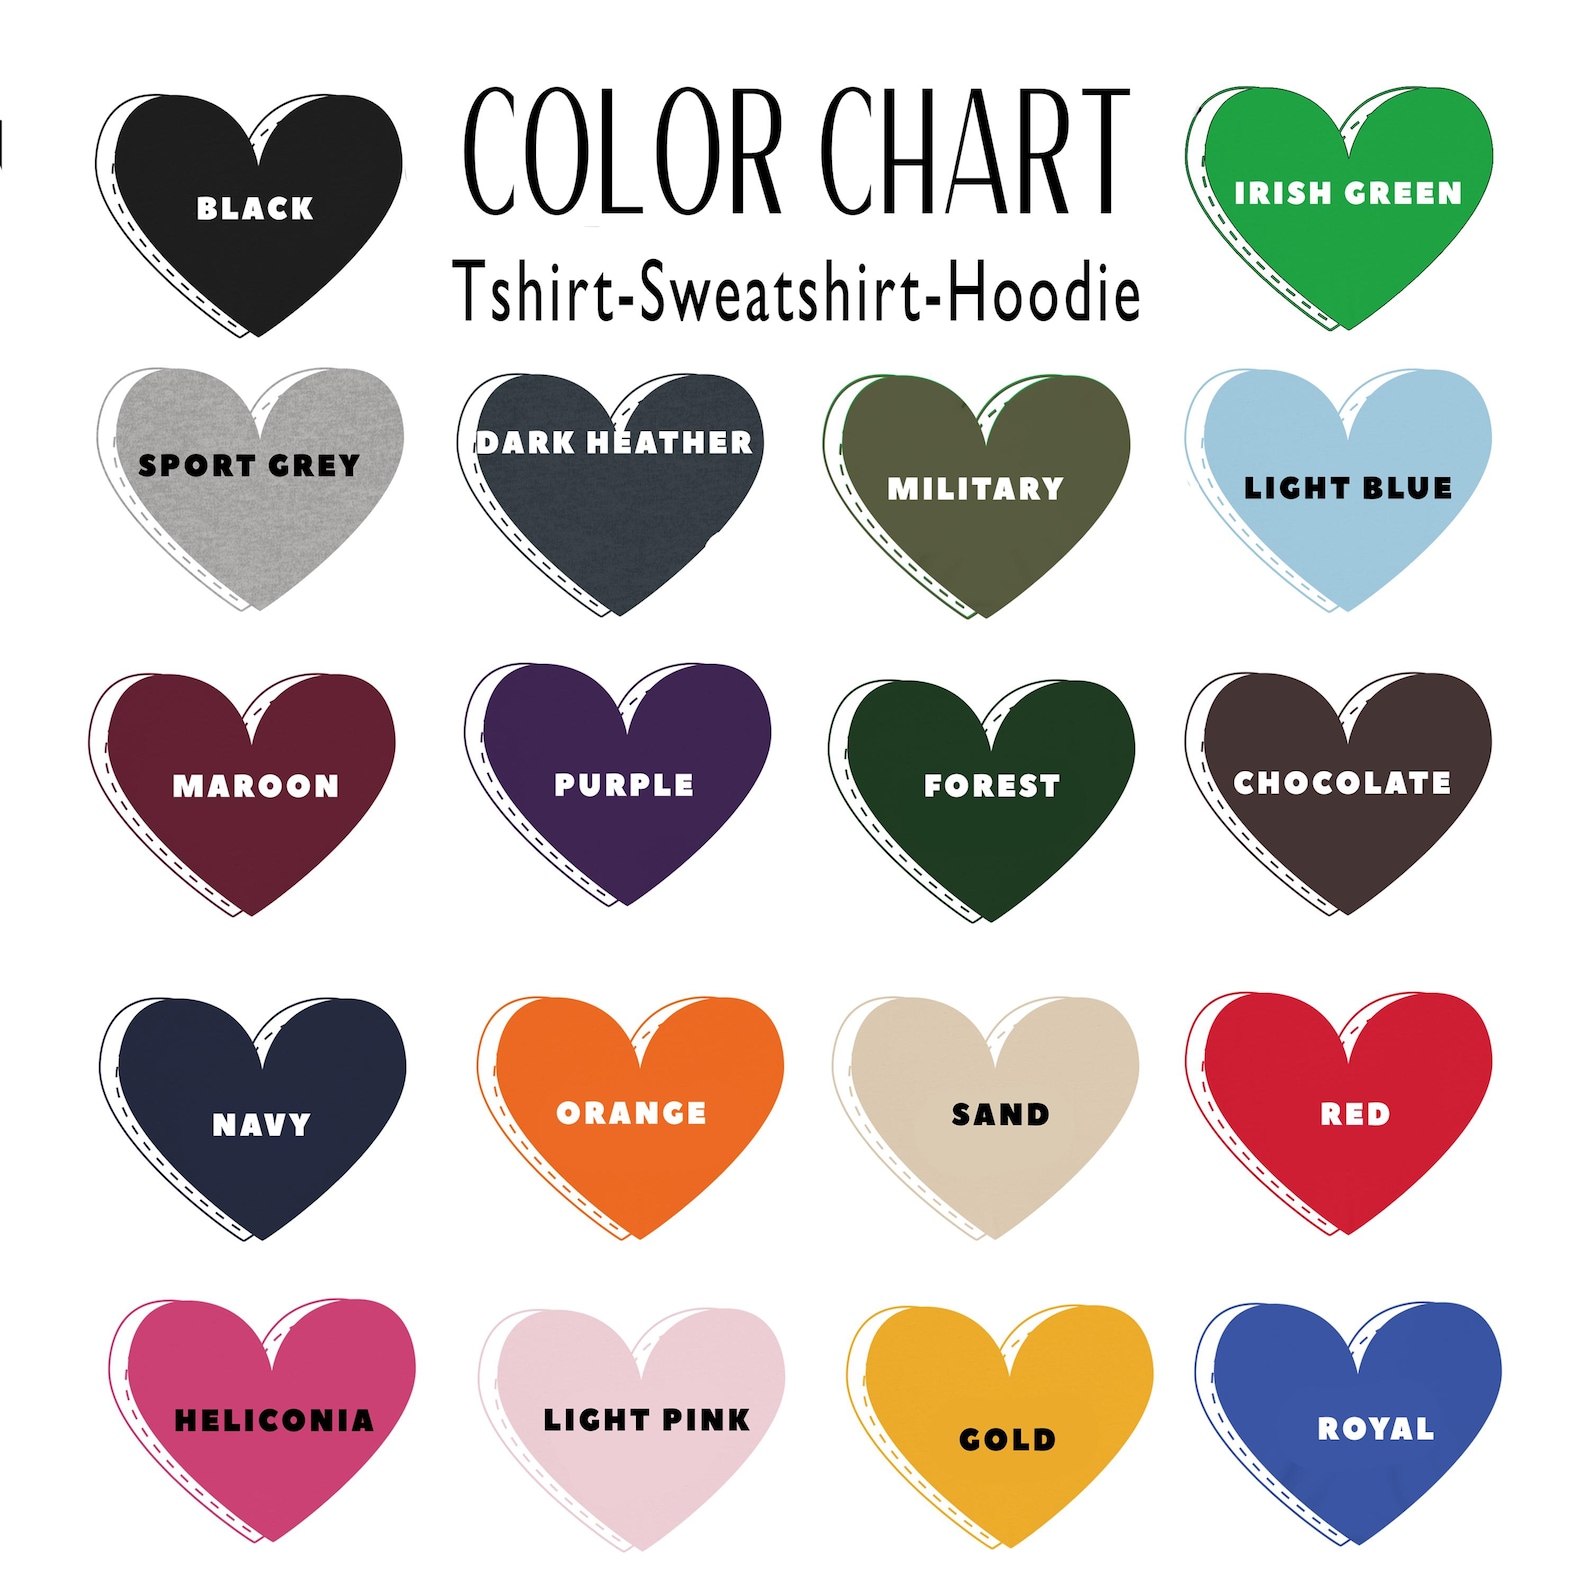 COLOR CHART
Tshirt-Sweatshirt-Hoodie
BLACK
IRISH GREEN
SPORT GREY
DARK HEATHER
MILITARY
LIGHT BLUE
MAROON
PURPLE
FOREST
CHOCOLATE
NAVY
ORANGE
SAND
RED
HELICONIA
LIGHT PINK
GOLD
ROYAL